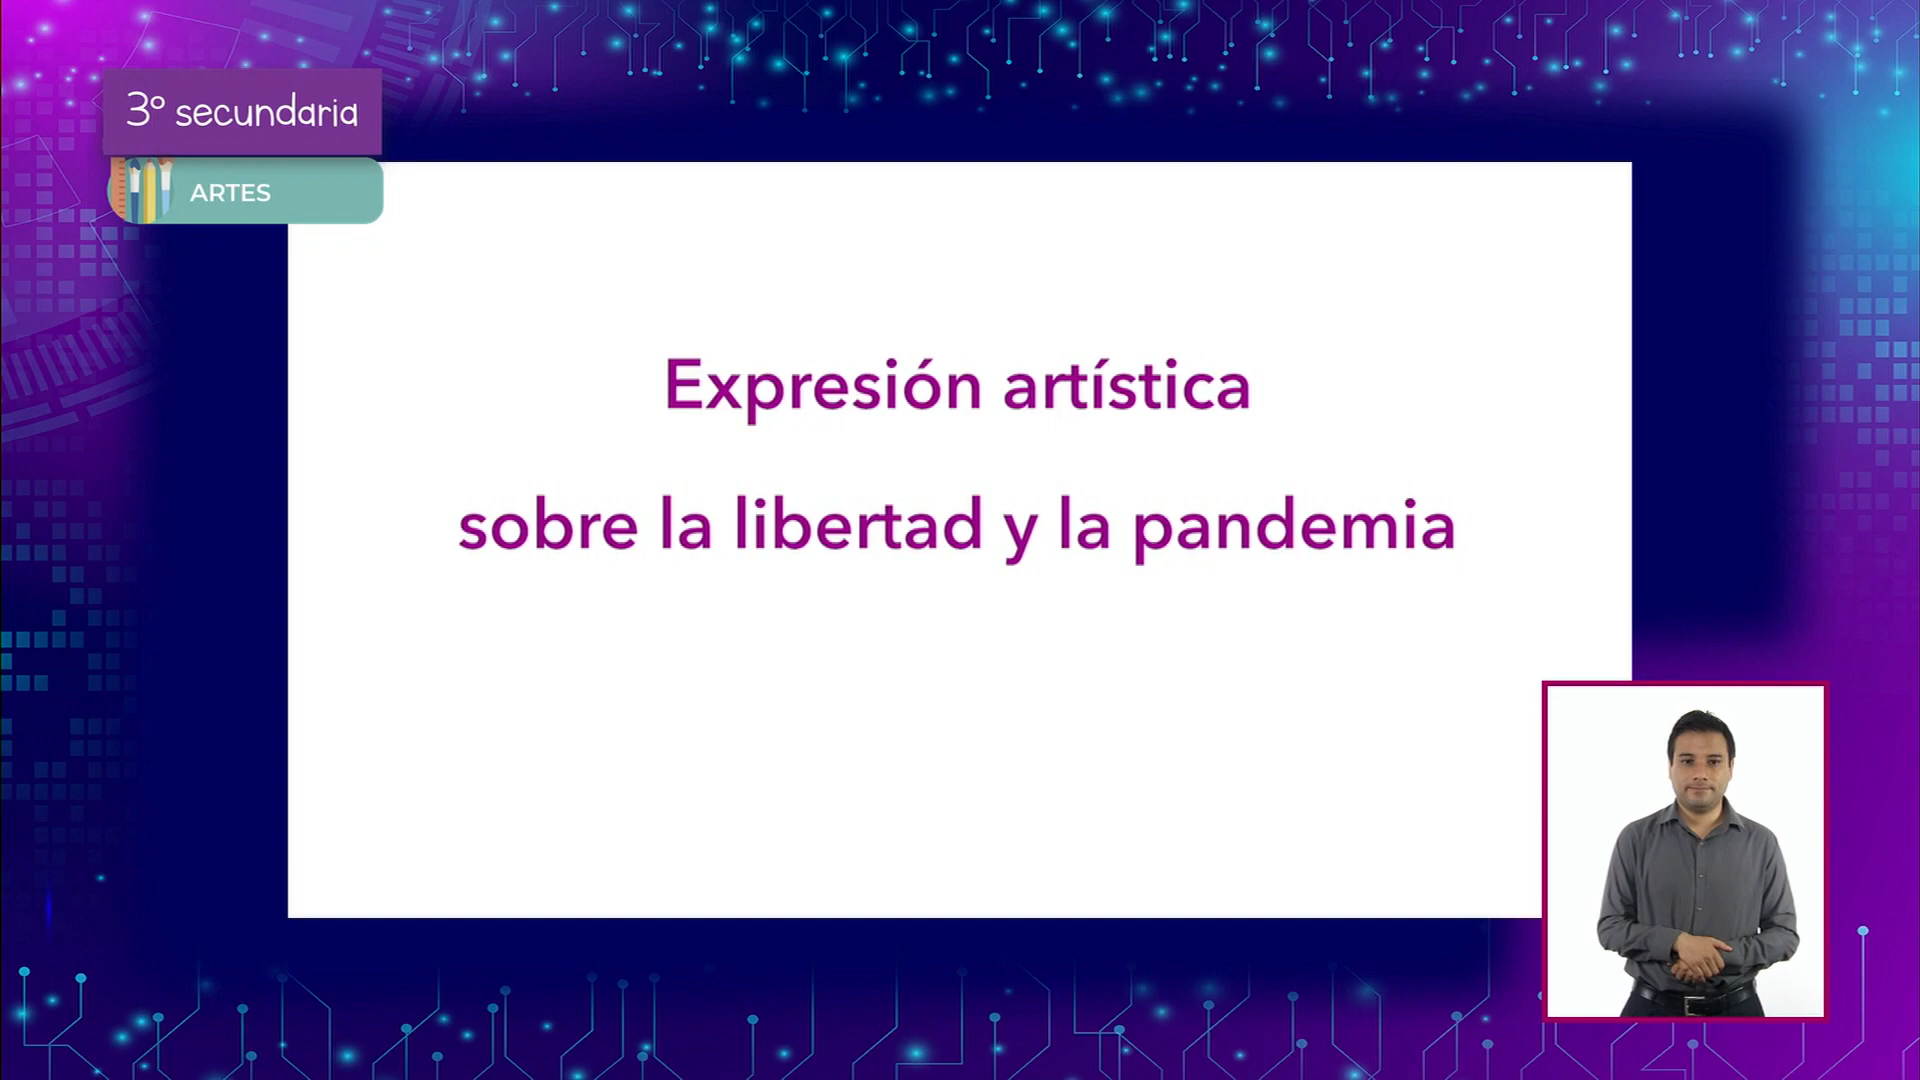 3° secundaria
ARTES
Expresión artística
sobre la libertad y la pandemia